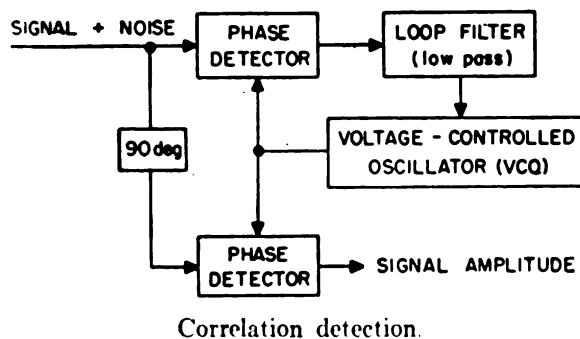 SIGNAL + NOISE
PHASE
DETECTOR
LOOP FILTER
(low pass)
90 deg
VOLTAGE - CONTROLLED
OSCILLATOR (VCO)
PHASE
DETECTOR
SIGNAL AMPLITUDE
Correlation detection.